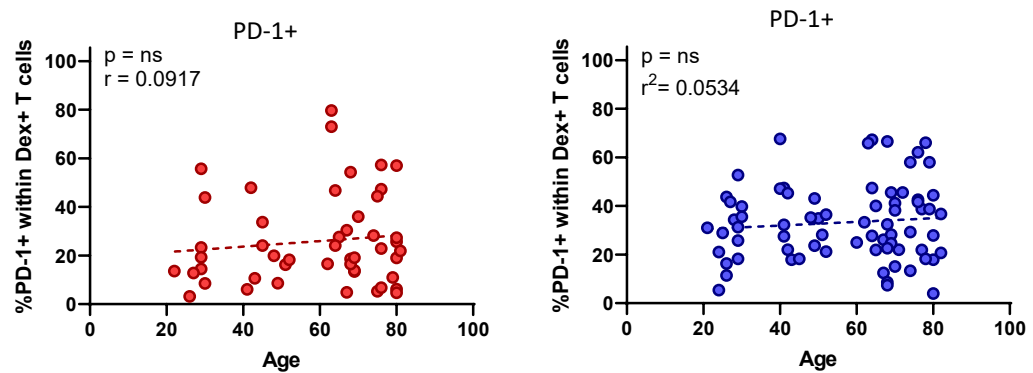 PD-1+
p = ns
r = 0.0917
%PD-1+ within Dex+ T cells
100
80
60
40
20
0
0 20 40 60 80 100
Age
PD-1+
p = ns
r²= 0.0534
%PD-1+ within Dex+ T cells
100
80
60
40
20
0
0 20 40 60 80 100
Age